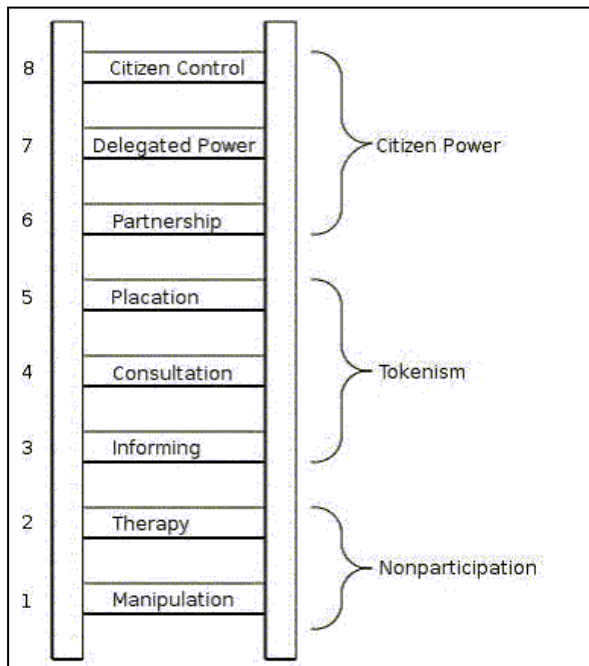 8 Citizen Control
7 Delegated Power
Citizen Power
6 Partnership
5 Placation
4 Consultation
Tokenism
3 Informing
2 Therapy
Nonparticipation
1 Manipulation